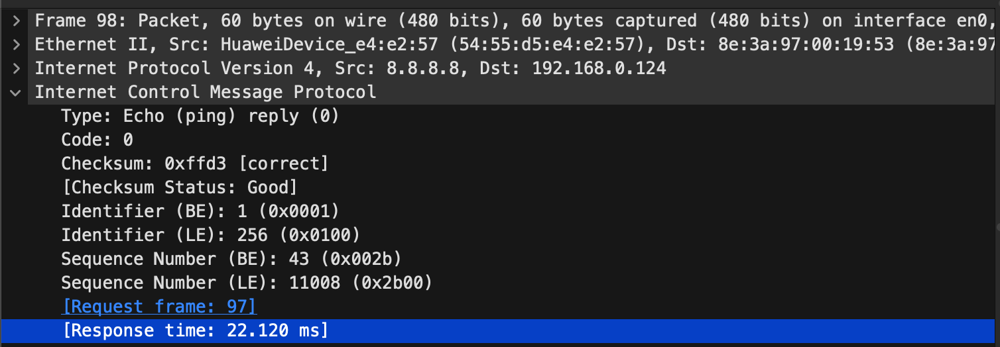 Frame 98: Packet, 60 bytes on wire (480 bits), 60 bytes captured (480 bits) on interface en0,
Ethernet II, Src: HuaweiDevice_e4:e2:57 (54:55:d5:e4:e2:57), Dst: 8e:3a:97:00:19:53 (8e:3a:97
Internet Protocol Version 4, Src: 8.8.8.8, Dst: 192.168.0.124
Internet Control Message Protocol
Type: Echo (ping) reply (0)
Code: 0
Checksum: 0xffd3 [correct]
[Checksum Status: Good]
Identifier (BE): 1 (0x0001)
Identifier (LE): 256 (0x0100)
Sequence Number (BE): 43 (0x002b)
Sequence Number (LE): 11008 (0x2b00)
[Request frame: 97]
[Response time: 22.120 ms]